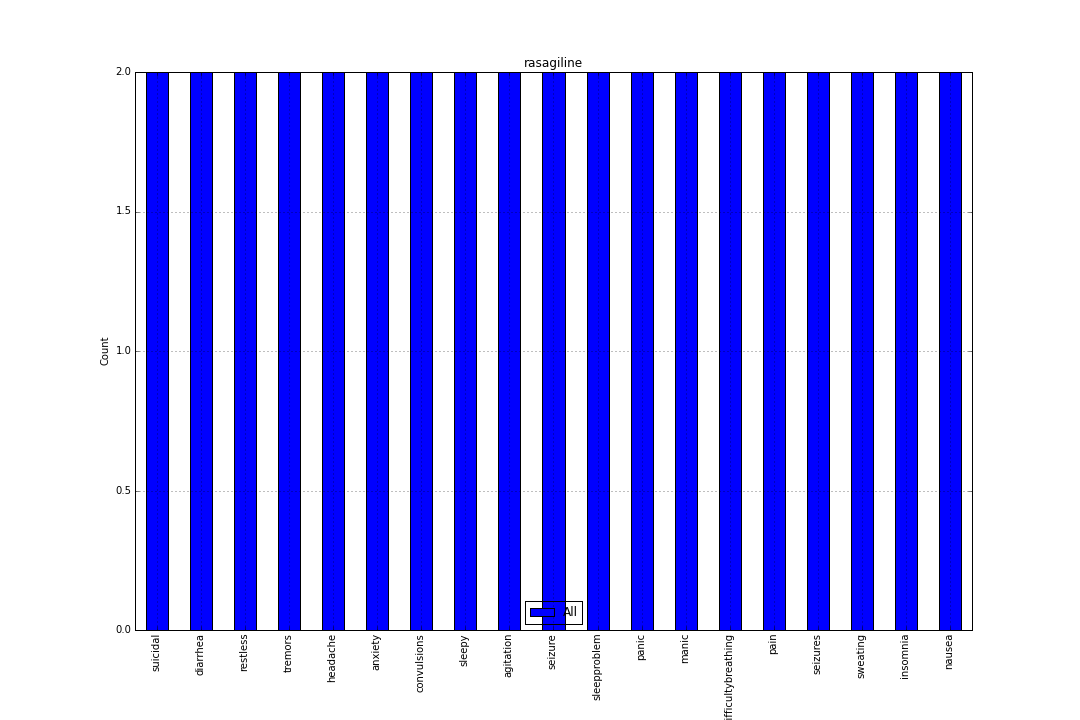 rasagiline
2.0
1.5
1.0
0.5
0.0
Count
All
suicidal
diarrhea
restless
tremors
headache
anxiety
convulsions
sleepy
agitation
seizure
sleepproblem
panic
manic
ifficultybreathing
pain
seizures
sweating
insomnia
nausea